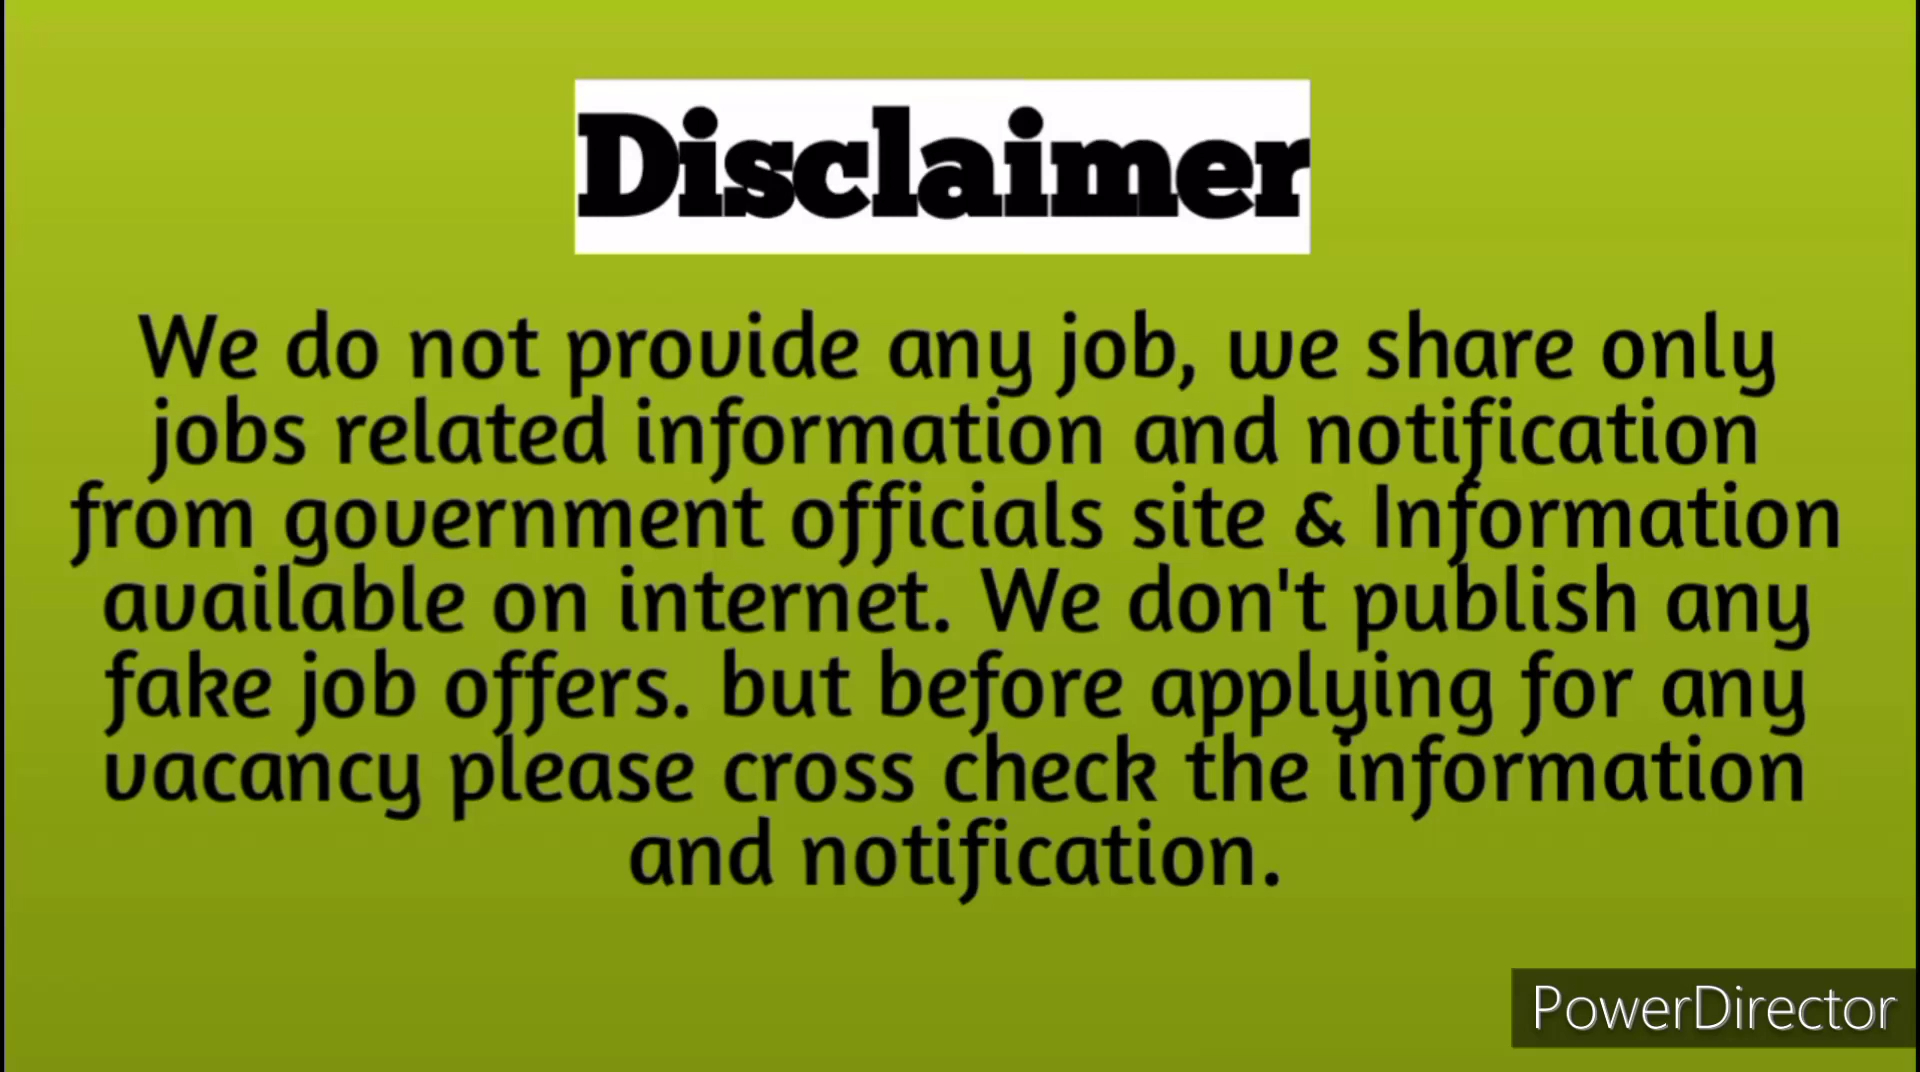 Disclaimer
We do not provide any job, we share only
jobs related information and notification
from government officials site & Information
available on internet. We don't publish any
fake job offers. but before applying for any
vacancy please cross check the information
and notification.
PowerDirector